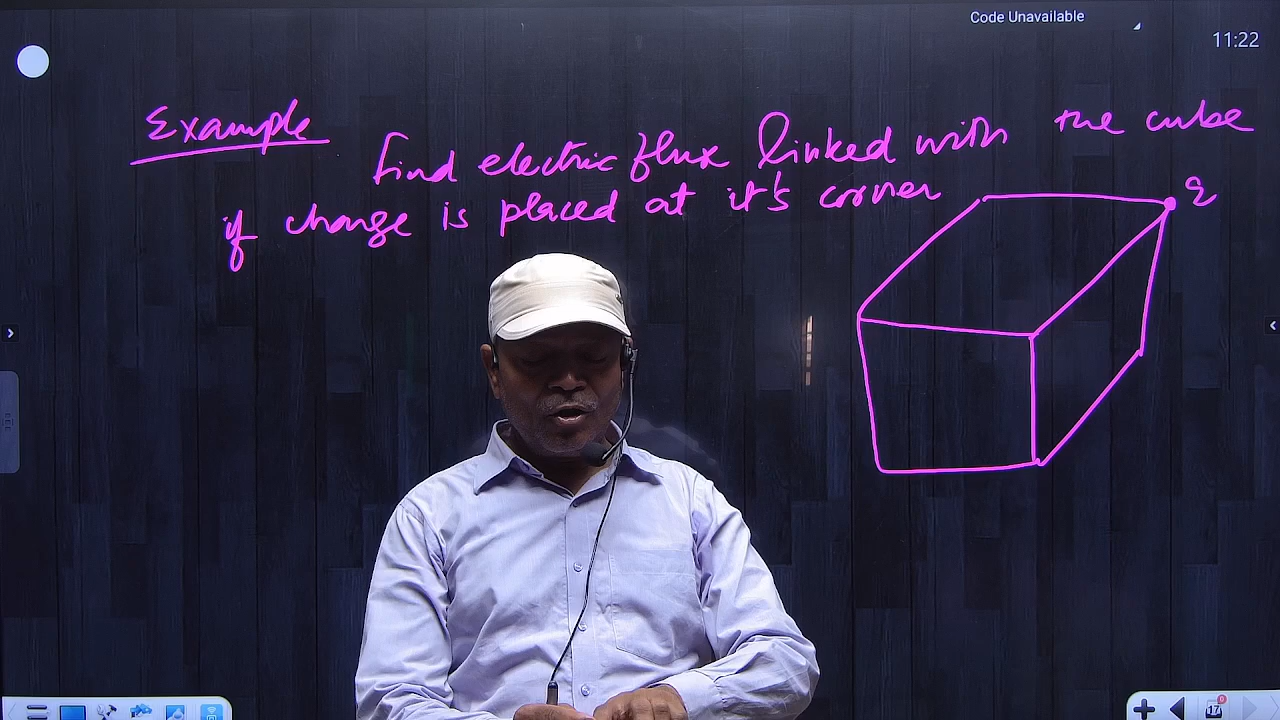 Code Unavailable
11:22
Example
Find electric flux linked with the cube
if charge is placed at it's corner
q
17